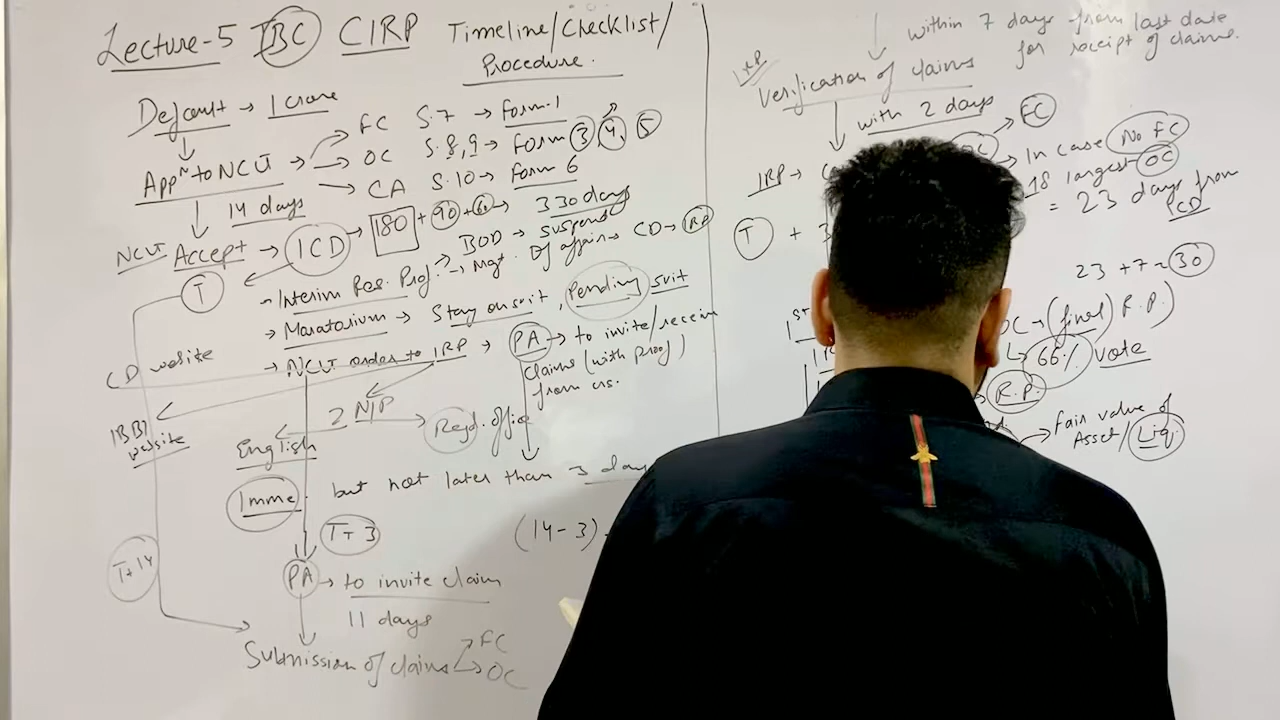 Lecture-5 IBC CIRP Timeline/Checklist/
Procedure.
Default → 1 crore
App^n to NCLT → FC S.7 → Form-1
→ OC S.8,9 → Form 3, 4, 5
→ CA S.10 → Form 6
14 days
NCLT Accept → ICD → 180 + 90 + 60 → 330 days
T
→ Interim Res. Prof. → BOD → suspend
→ Mgt. of affair → CD → IRP
→ Maratorium → Stay on suit, Pending suit
→ NCLT order to IRP → PA → to invite/receive
claims (with proof)
from crs.
CD website
IBBI
website
2 N/P
English
Regd. office
Imme. but not later than 3 days
T+3
(14-3)
T+14
PA → to invite claim
11 days
Submission of claims → FC
→ OC
within 7 days from last date
for receipt of claims.
IRP
Verification of claims
with 2 days
IRP →
FC
In case No FC
18 largest OC
T + = 23 days from
CD
23 + 7 = 30
1st
→ (final R.P.)
66% vote
R.P.
→ Fair value of
Asset/Liq.